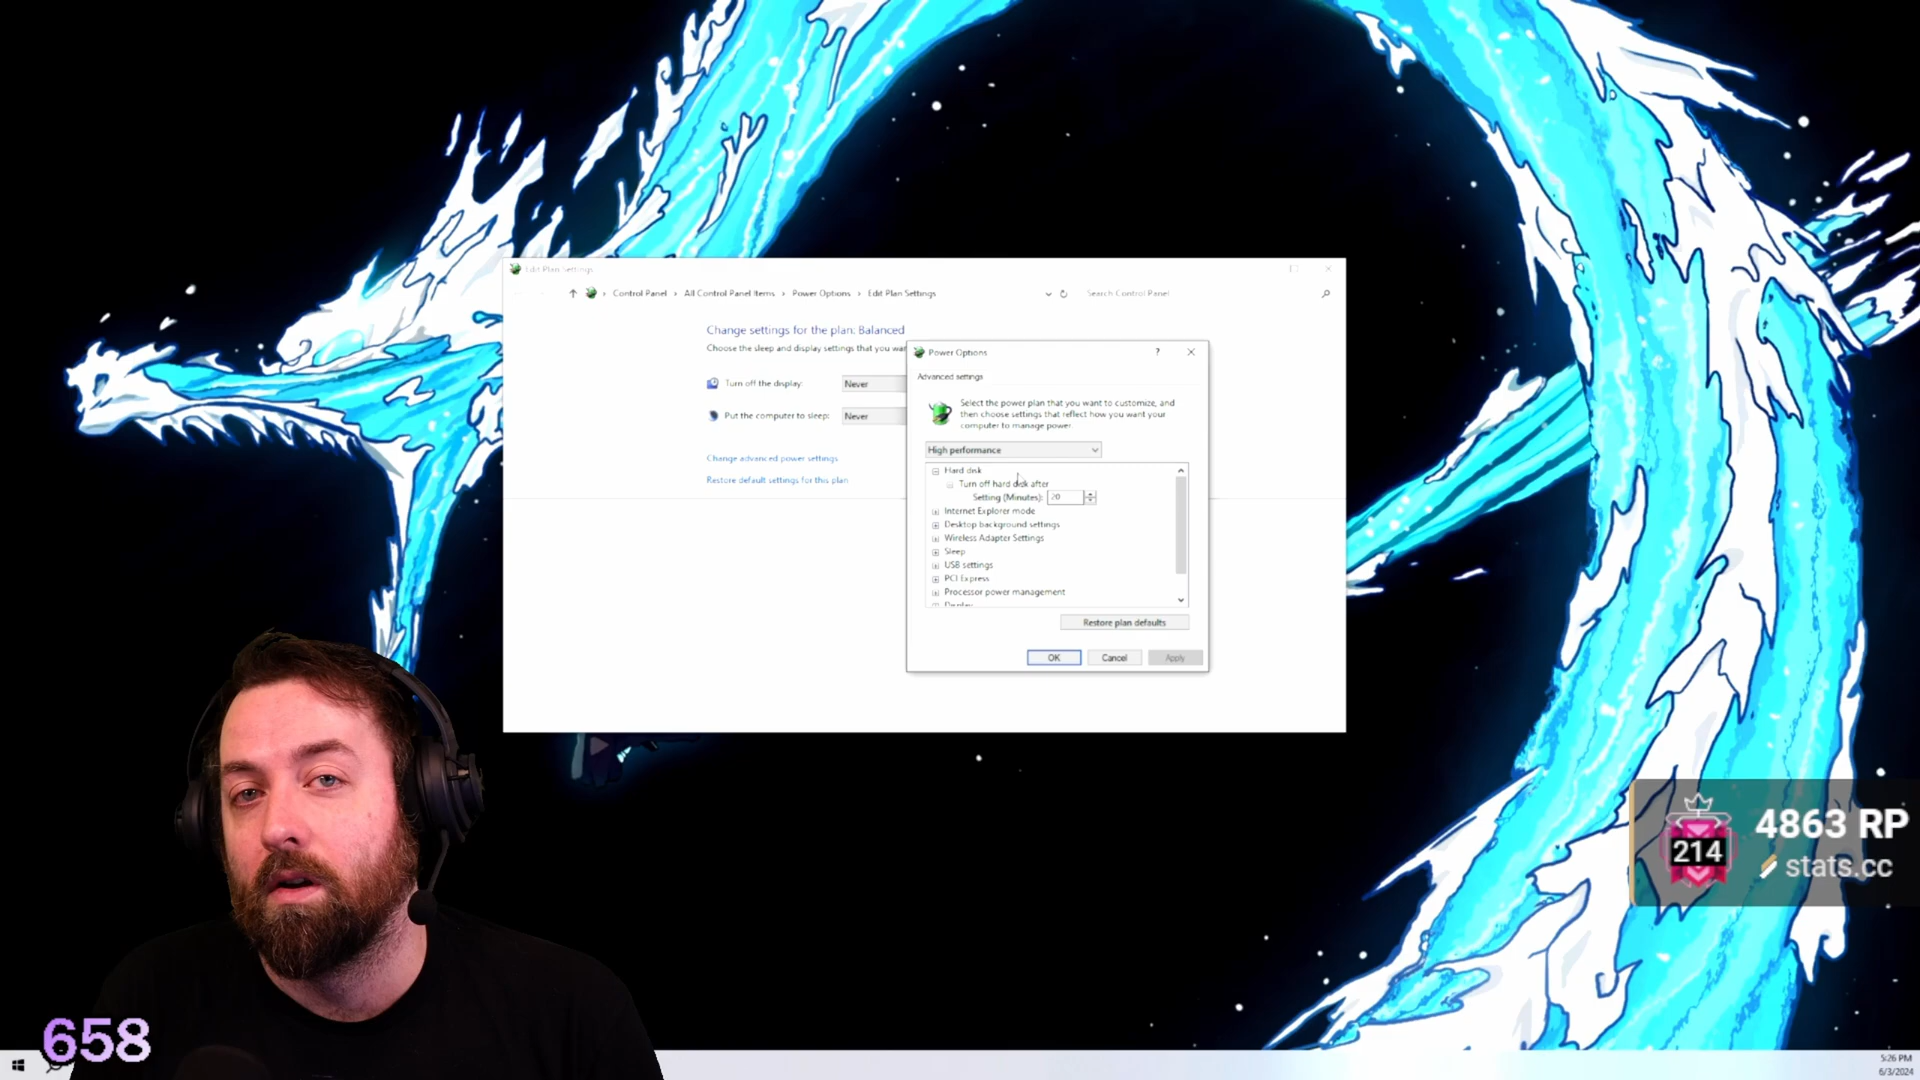 Edit Plan Settings
Control Panel > All Control Panel Items > Power Options > Edit Plan Settings
Search Control Panel
Change settings for the plan: Balanced
Choose the sleep and display settings that you wan
Turn off the display: Never
Put the computer to sleep: Never
Change advanced power settings
Restore default settings for this plan
Power Options ?
Advanced settings
Select the power plan that you want to customize, and
then choose settings that reflect how you want your
computer to manage power.
High performance
Hard disk
Turn off hard disk after
Setting (Minutes): 20
Internet Explorer mode
Desktop background settings
Wireless Adapter Settings
Sleep
USB settings
PCI Express
Processor power management
Display
Restore plan defaults
OK Cancel Apply
214
4863 RP
stats.cc
658
5:26 PM
6/3/2024